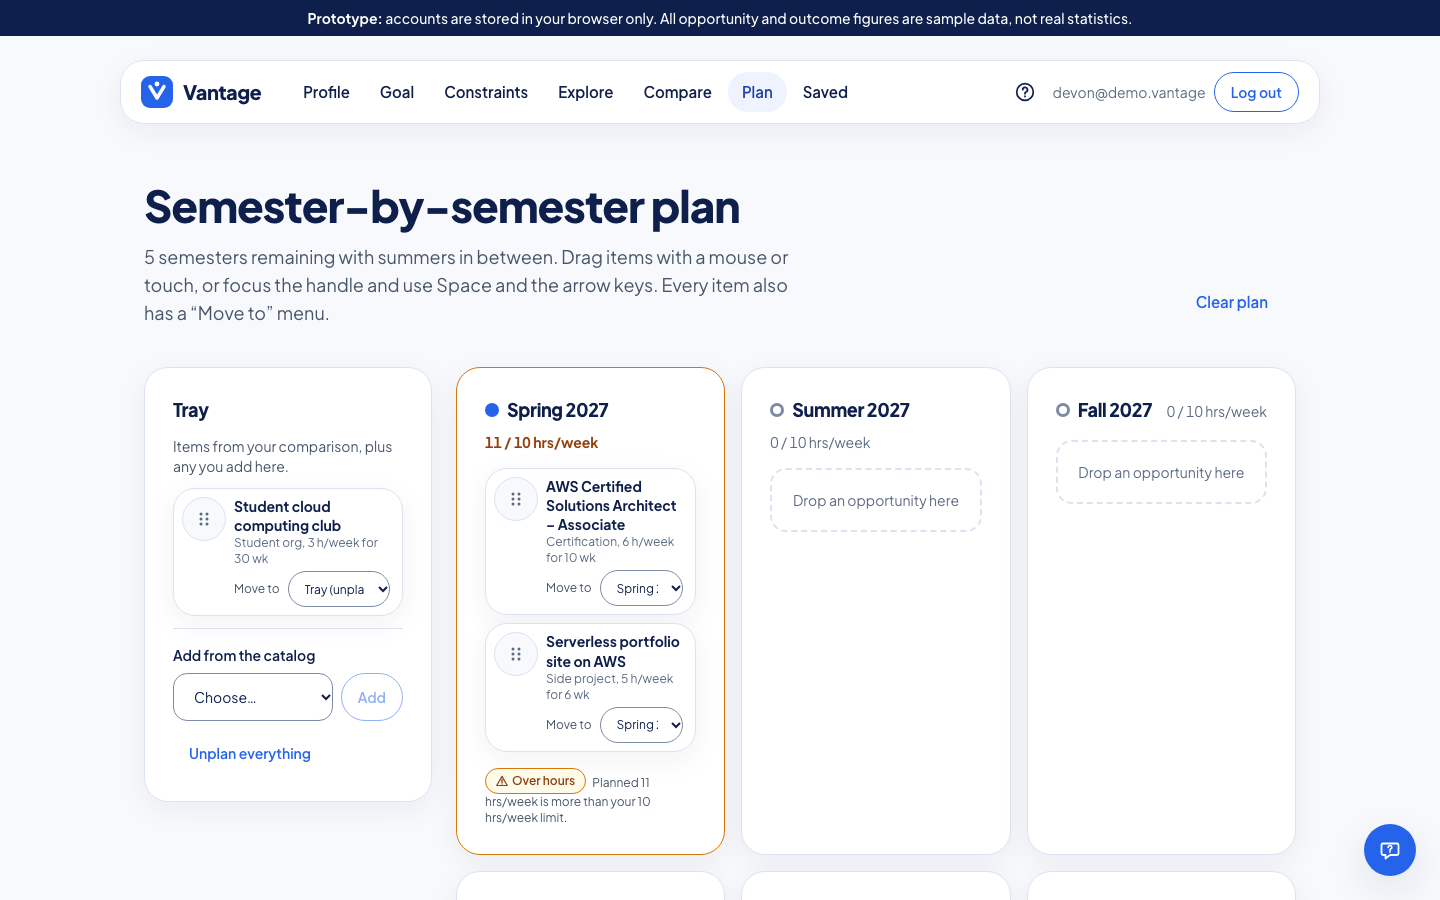 Prototype: accounts are stored in your browser only. All opportunity and outcome figures are sample data, not real statistics.
Vantage
Profile
Goal
Constraints
Explore
Compare
Plan
Saved
devon@demo.vantage
Log out
Semester-by-semester plan
5 semesters remaining with summers in between. Drag items with a mouse or
touch, or focus the handle and use Space and the arrow keys. Every item also
has a “Move to” menu.
Clear plan
Tray
Items from your comparison, plus
any you add here.
Student cloud
computing club
Student org, 3 h/week for
30 wk
Move to
Tray (unpla
Add from the catalog
Choose...
Add
Unplan everything
Spring 2027
11 / 10 hrs/week
AWS Certified
Solutions Architect
– Associate
Certification, 6 h/week
for 10 wk
Move to
Spring 2
Serverless portfolio
site on AWS
Side project, 5 h/week
for 6 wk
Move to
Spring 2
Over hours Planned 11
hrs/week is more than your 10
hrs/week limit.
Summer 2027
0 / 10 hrs/week
Drop an opportunity here
Fall 2027 0 / 10 hrs/week
Drop an opportunity here